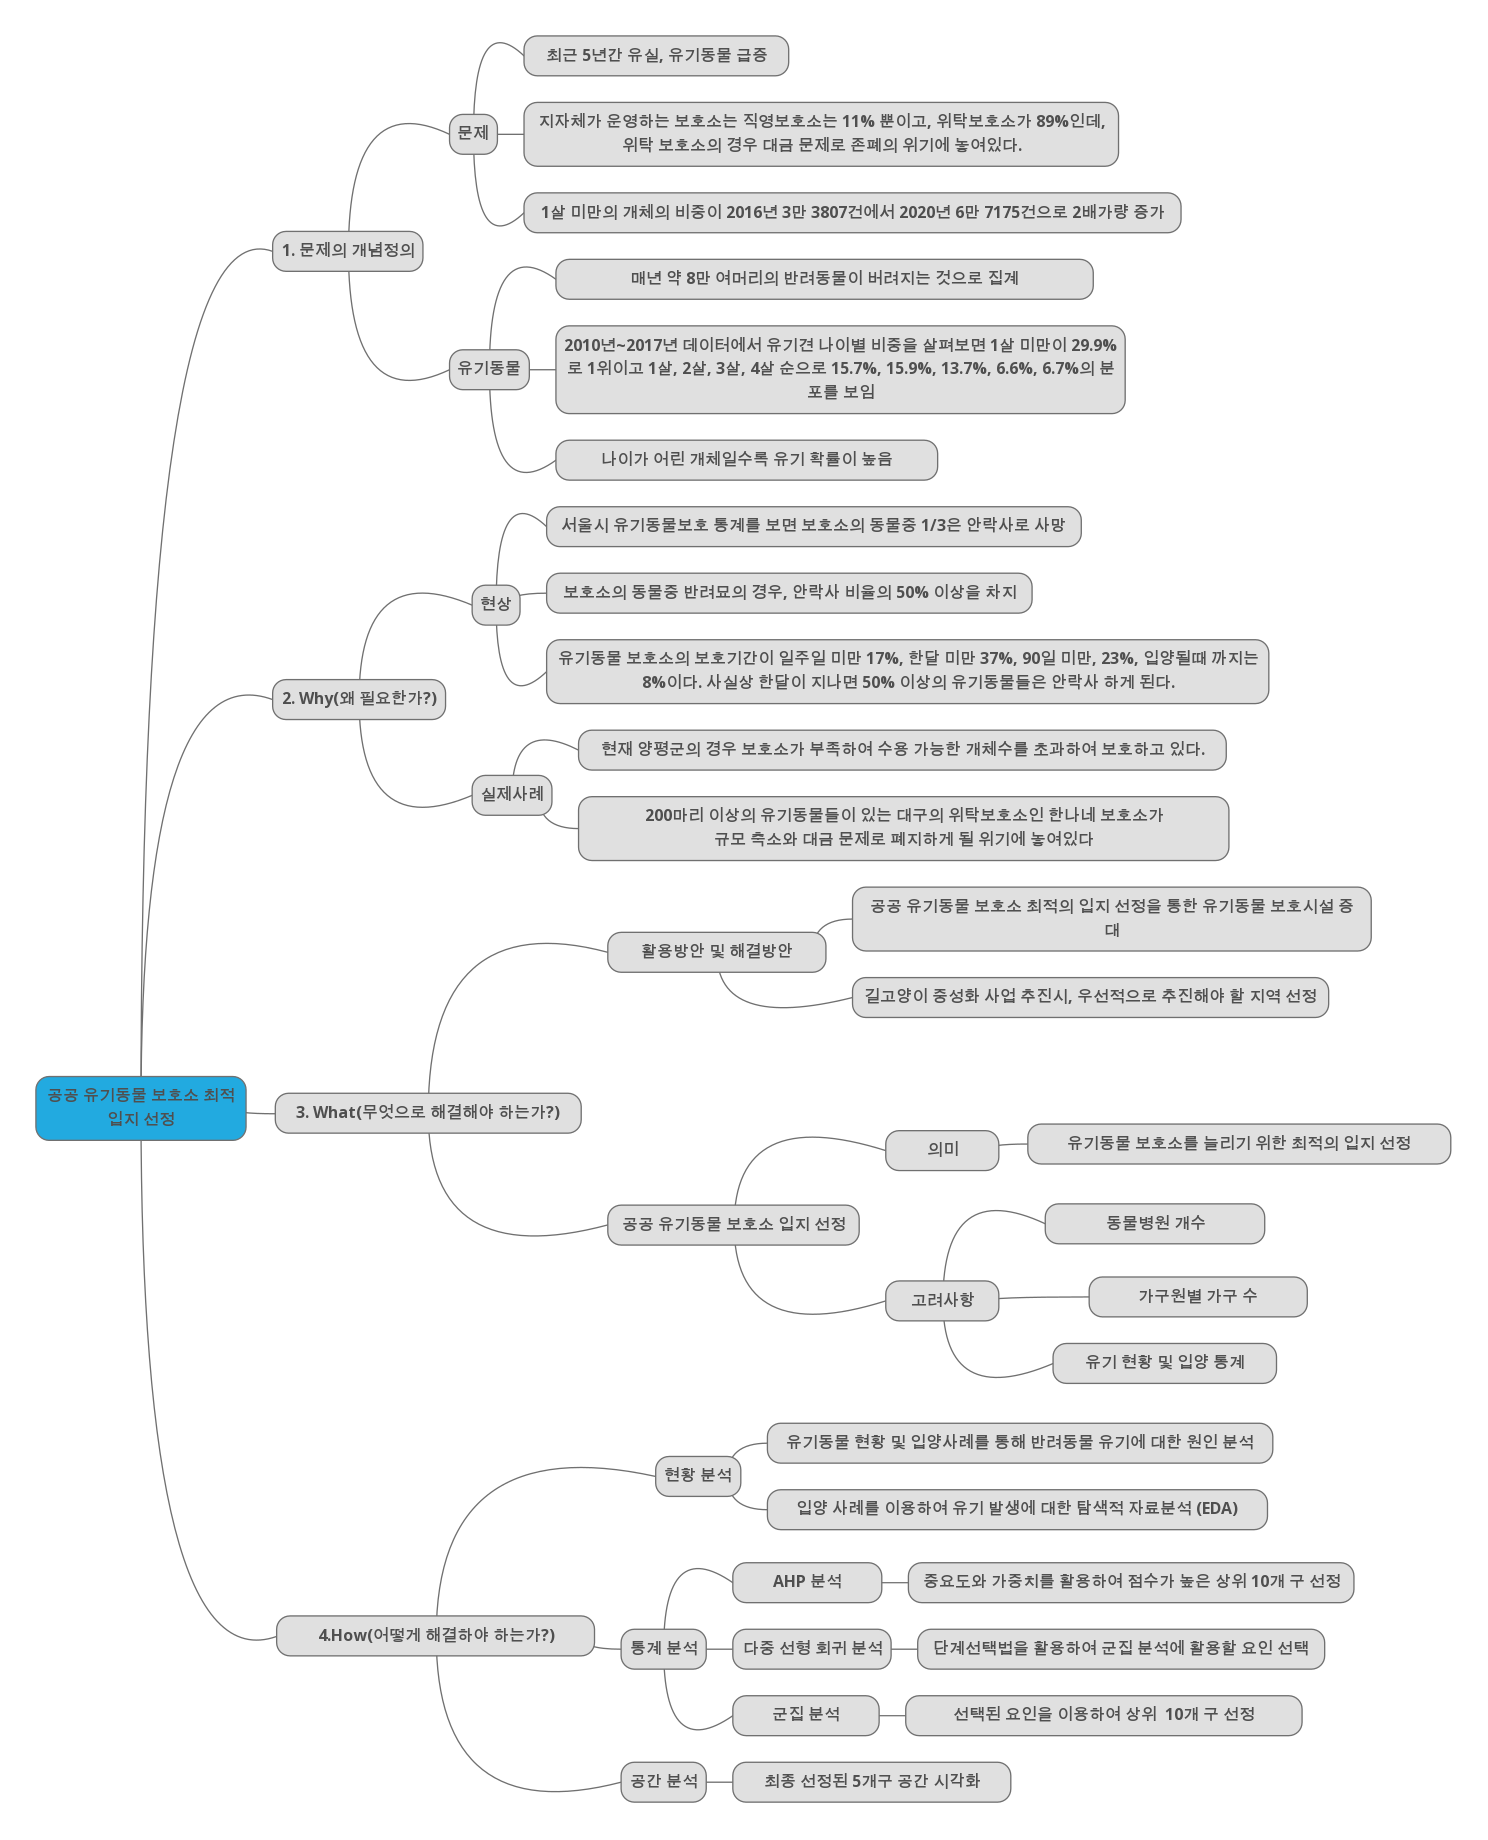 공공 유기동물 보호소 최적
입지 선정
1. 문제의 개념정의
문제
최근 5년간 유실, 유기동물 급증
지자체가 운영하는 보호소는 직영보호소는 11% 뿐이고, 위탁보호소가 89%인데,
위탁 보호소의 경우 대금 문제로 존폐의 위기에 놓여있다.
1살 미만의 개체의 비중이 2016년 3만 3807건에서 2020년 6만 7175건으로 2배가량 증가
유기동물
매년 약 8만 여머리의 반려동물이 버려지는 것으로 집계
2010년~2017년 데이터에서 유기견 나이별 비중을 살펴보면 1살 미만이 29.9%
로 1위이고 1살, 2살, 3살, 4살 순으로 15.7%, 15.9%, 13.7%, 6.6%, 6.7%의 분
포를 보임
나이가 어린 개체일수록 유기 확률이 높음
2. Why(왜 필요한가?)
현상
서울시 유기동물보호 통계를 보면 보호소의 동물중 1/3은 안락사로 사망
보호소의 동물중 반려묘의 경우, 안락사 비율의 50% 이상을 차지
유기동물 보호소의 보호기간이 일주일 미만 17%, 한달 미만 37%, 90일 미만, 23%, 입양될때 까지는
8%이다. 사실상 한달이 지나면 50% 이상의 유기동물들은 안락사 하게 된다.
실제사례
현재 양평군의 경우 보호소가 부족하여 수용 가능한 개체수를 초과하여 보호하고 있다.
200마리 이상의 유기동물들이 있는 대구의 위탁보호소인 한나네 보호소가
규모 축소와 대금 문제로 폐지하게 될 위기에 놓여있다
3. What(무엇으로 해결해야 하는가?)
활용방안 및 해결방안
공공 유기동물 보호소 최적의 입지 선정을 통한 유기동물 보호시설 증
대
길고양이 중성화 사업 추진시, 우선적으로 추진해야 할 지역 선정
공공 유기동물 보호소 입지 선정
의미
유기동물 보호소를 늘리기 위한 최적의 입지 선정
고려사항
동물병원 개수
가구원별 가구 수
유기 현황 및 입양 통계
4.How(어떻게 해결하야 하는가?)
현황 분석
유기동물 현황 및 입양사례를 통해 반려동물 유기에 대한 원인 분석
입양 사례를 이용하여 유기 발생에 대한 탐색적 자료분석 (EDA)
통계 분석
AHP 분석
중요도와 가중치를 활용하여 점수가 높은 상위 10개 구 선정
다중 선형 회귀 분석
단계선택법을 활용하여 군집 분석에 활용할 요인 선택
군집 분석
선택된 요인을 이용하여 상위  10개 구 선정
공간 분석
최종 선정된 5개구 공간 시각화